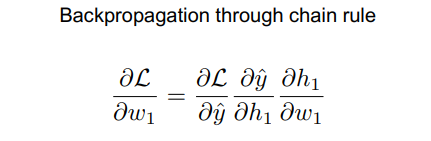 Backpropagation through chain rule
∂ℒ/∂w₁ = ∂ℒ/∂ŷ ∂ŷ/∂h₁ ∂h₁/∂w₁